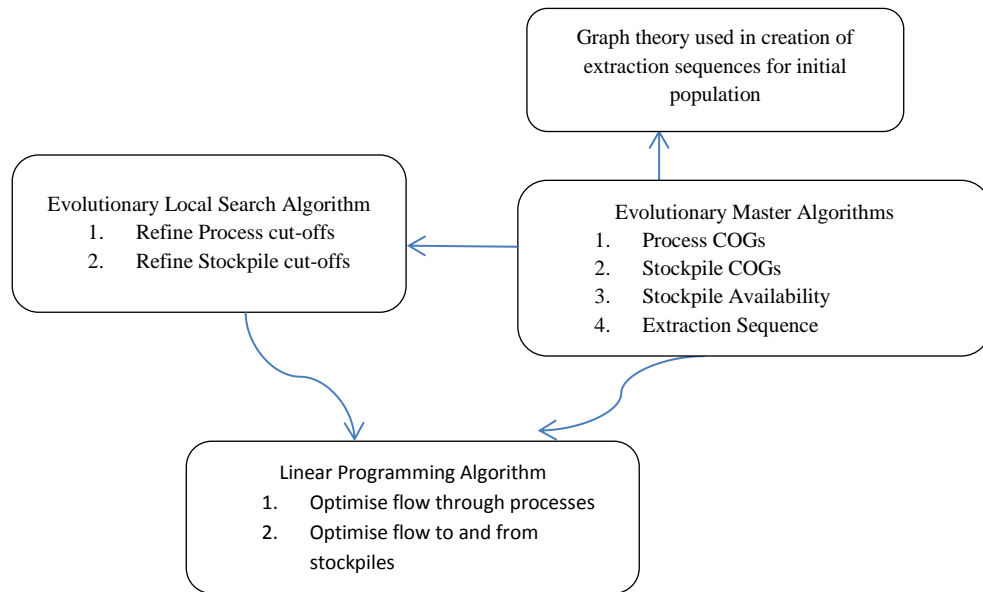 Graph theory used in creation of
extraction sequences for initial
population
Evolutionary Local Search Algorithm
1. Refine Process cut-offs
2. Refine Stockpile cut-offs
Evolutionary Master Algorithms
1. Process COGs
2. Stockpile COGs
3. Stockpile Availability
4. Extraction Sequence
Linear Programming Algorithm
1. Optimise flow through processes
2. Optimise flow to and from
stockpiles